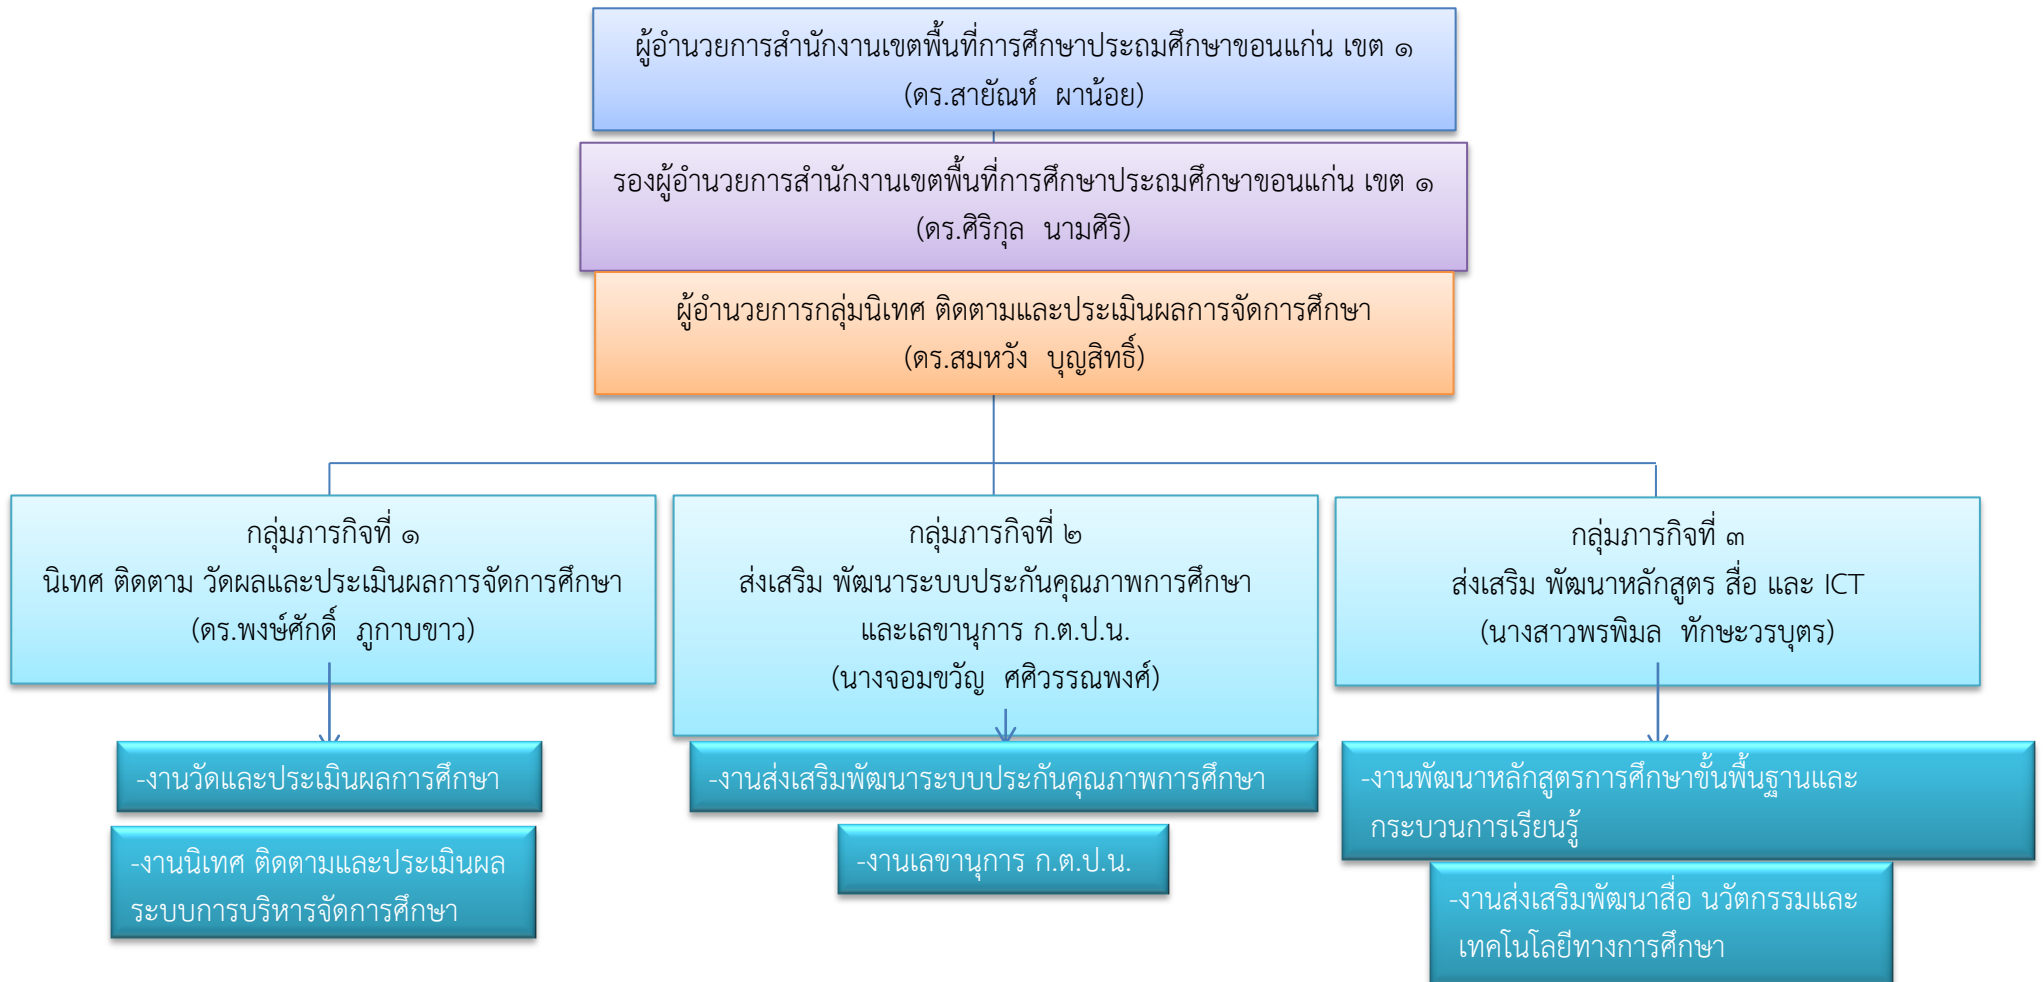 ผู้อำนวยการสำนักงานเขตพื้นที่การศึกษาประถมศึกษาขอนแก่น เขต ๑
(ดร.สายัณห์ ผาน้อย)
รองผู้อำนวยการสำนักงานเขตพื้นที่การศึกษาประถมศึกษาขอนแก่น เขต ๑
(ดร.ศิริกุล นามศิริ)
ผู้อำนวยการกลุ่มนิเทศ ติดตามและประเมินผลการจัดการศึกษา
(ดร.สมหวัง บุญสิทธิ์)
กลุ่มภารกิจที่ ๑
นิเทศ ติดตาม วัดผลและประเมินผลการจัดการศึกษา
(ดร.พงษ์ศักดิ์ ภูกาบขาว)
กลุ่มภารกิจที่ ๒
ส่งเสริม พัฒนาระบบประกันคุณภาพการศึกษา
และเลขานุการ ก.ต.ป.น.
(นางจอมขวัญ ศศิวรรณพงศ์)
กลุ่มภารกิจที่ ๓
ส่งเสริม พัฒนาหลักสูตร สื่อ และ ICT
(นางสาวพรพิมล ทักษะวรบุตร)
-งานวัดและประเมินผลการศึกษา
-งานนิเทศ ติดตามและประเมินผล
ระบบการบริหารจัดการศึกษา
-งานส่งเสริมพัฒนาระบบประกันคุณภาพการศึกษา
-งานเลขานุการ ก.ต.ป.น.
-งานพัฒนาหลักสูตรการศึกษาขั้นพื้นฐานและ
กระบวนการเรียนรู้
-งานส่งเสริมพัฒนาสื่อ นวัตกรรมและ
เทคโนโลยีทางการศึกษา